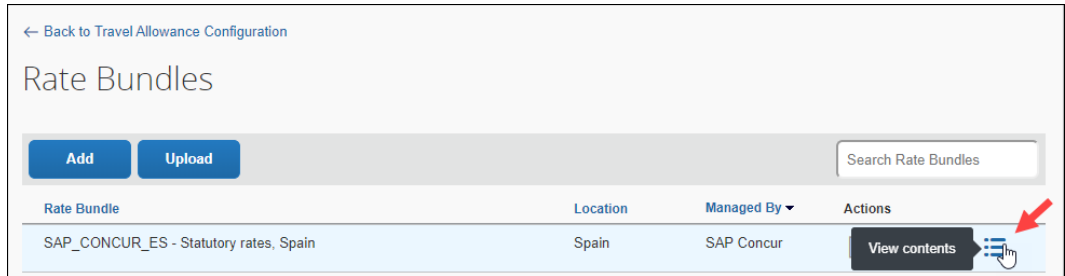 ← Back to Travel Allowance Configuration
Rate Bundles
Add Upload Search Rate Bundles
Rate Bundle Location Managed By Actions
SAP_CONCUR_ES - Statutory rates, Spain Spain SAP Concur View contents